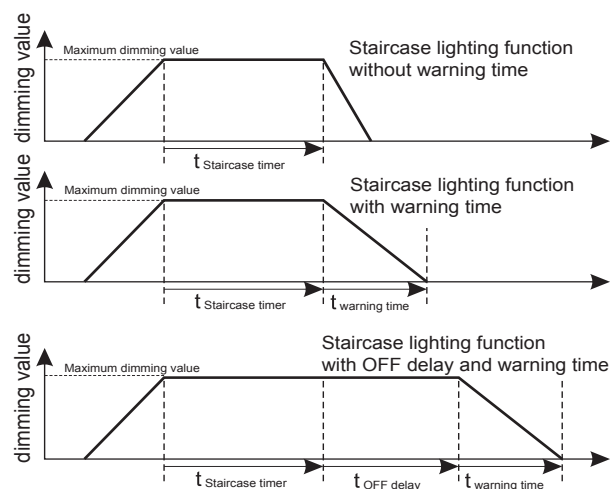 dimming value
Maximum dimming value
Staircase lighting function
without warning time
t Staircase timer
dimming value
Maximum dimming value
Staircase lighting function
with warning time
t Staircase timer
t warning time
dimming value
Maximum dimming value
Staircase lighting function
with OFF delay and warning time
t Staircase timer
t OFF delay
t warning time